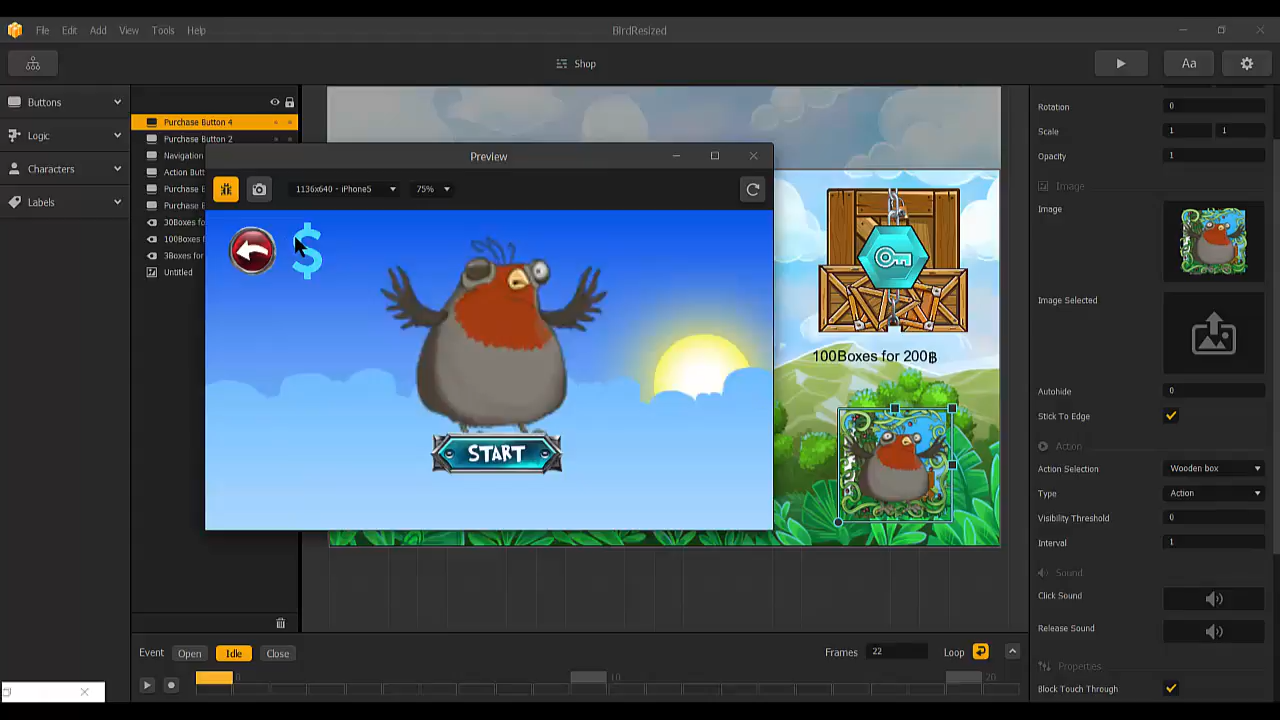 File Edit Add View Tools Help
BIrdResized
Shop
Aa
Buttons
Logic
Characters
Labels
Purchase Button 4
Purchase Button 2
Navigation
Action Butt
Purchase B
Purchase B
30Boxes fo
100Boxes f
3Boxes for
Untitled
Preview
1136x640 - iPhone5
75%
$
START
100Boxes for 200฿
Rotation 0
Scale 1 1
Opacity 1
Image
Image
Image Selected
Autohide 0
Stick To Edge
Action
Action Selection Wooden box
Type Action
Visibility Threshold 0
Interval 1
Sound
Click Sound
Release Sound
Properties
Block Touch Through
Event Open Idle Close
Frames 22 Loop
0 10 20